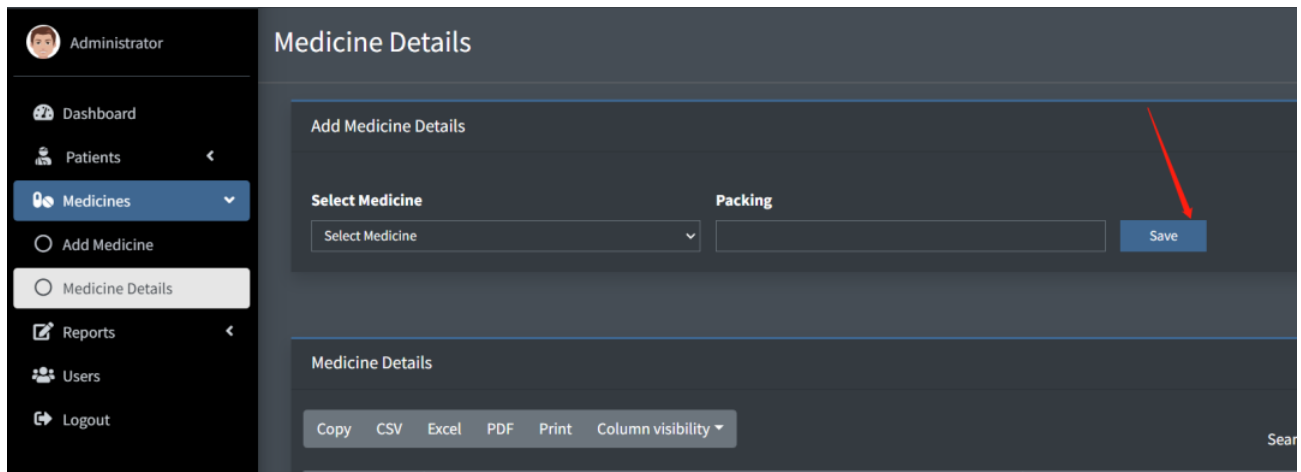 Administrator
Dashboard
Patients
Medicines
Add Medicine
Medicine Details
Reports
Users
Logout
Medicine Details
Add Medicine Details
Select Medicine
Packing
Select Medicine
Save
Medicine Details
Copy CSV Excel PDF Print Column visibility
Sear